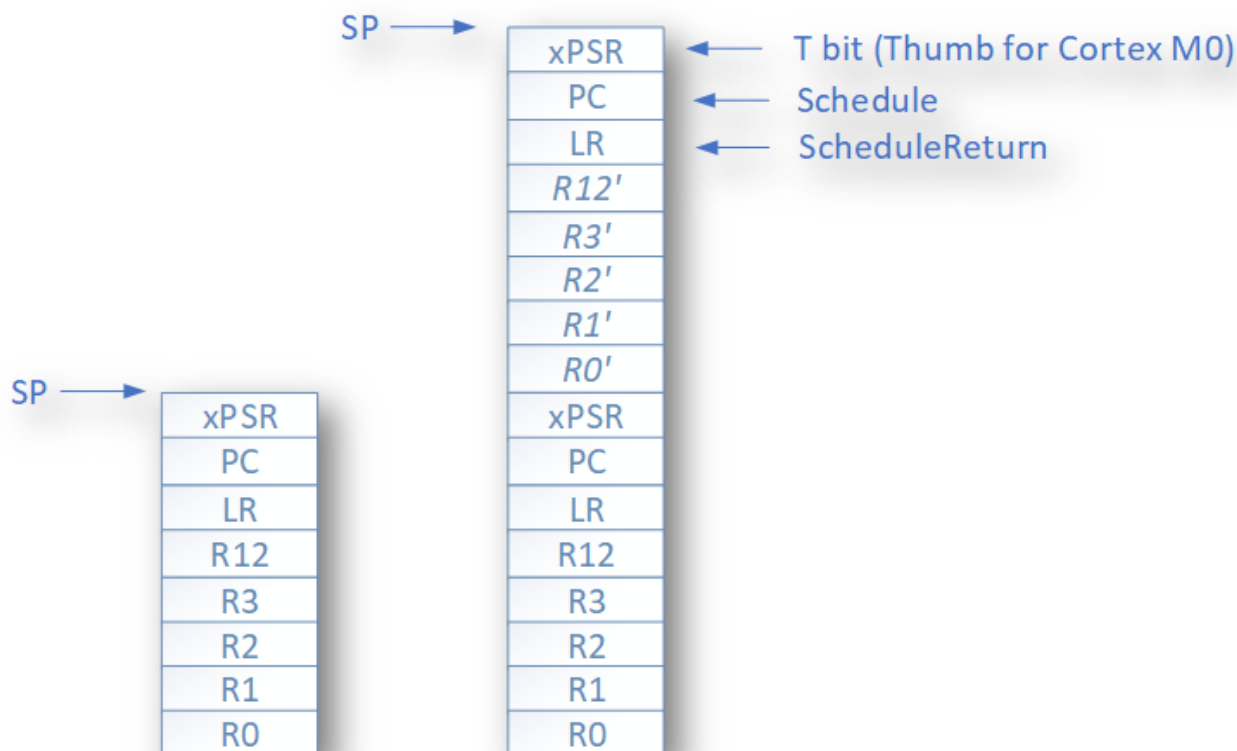 SP
xPSR
T bit (Thumb for Cortex M0)
PC
Schedule
LR
ScheduleReturn
R12'
R3'
R2'
R1'
R0'
SP
xPSR
xPSR
PC
PC
LR
LR
R12
R12
R3
R3
R2
R2
R1
R1
R0
R0